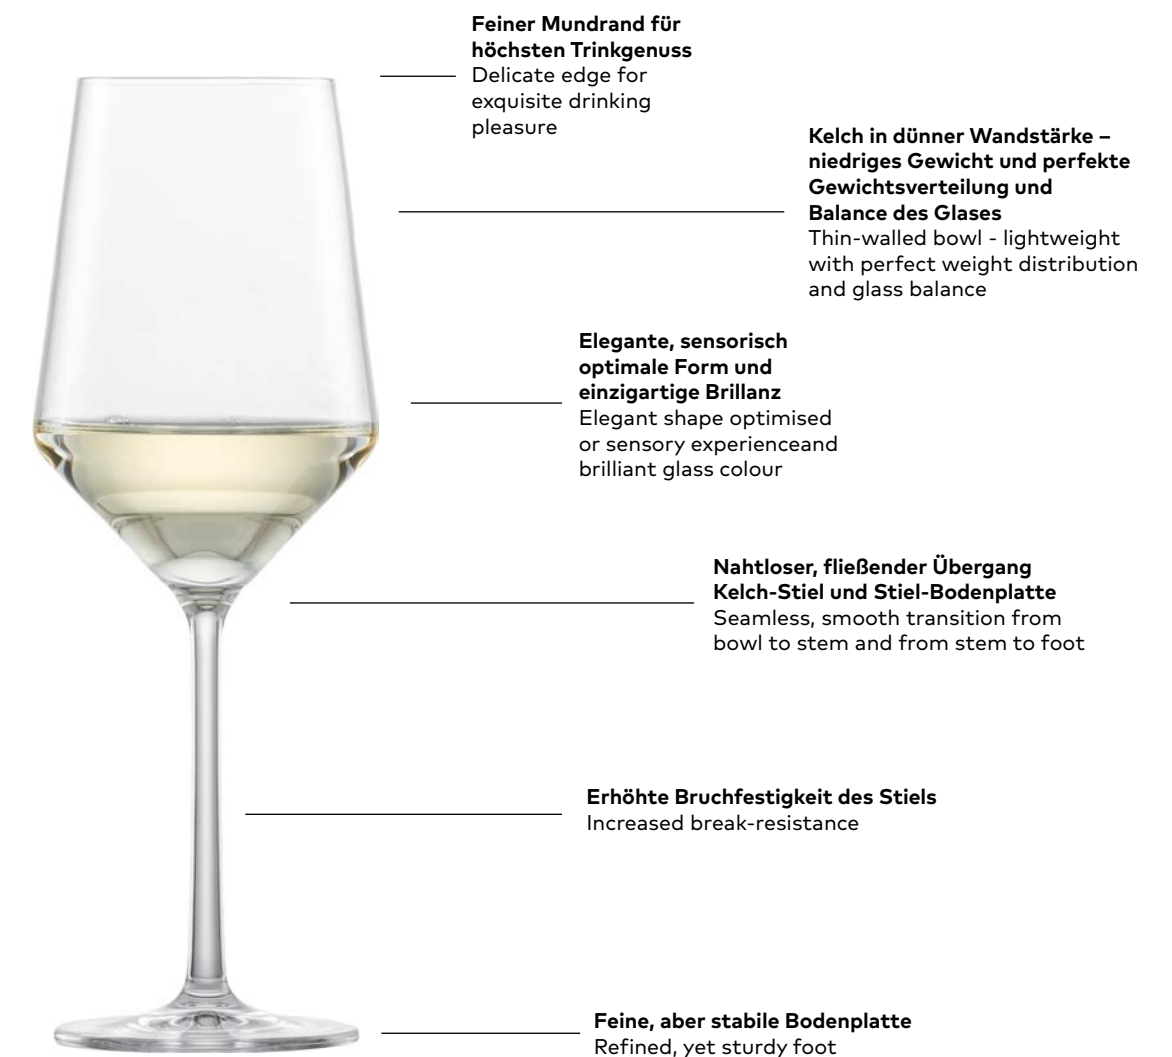 Feiner Mundrand für
höchsten Trinkgenuss
Delicate edge for
exquisite drinking
pleasure
Kelch in dünner Wandstärke –
niedriges Gewicht und perfekte
Gewichtsverteilung und
Balance des Glases
Thin-walled bowl - lightweight
with perfect weight distribution
and glass balance
Elegante, sensorisch
optimale Form und
einzigartige Brillanz
Elegant shape optimised
or sensory experienceand
brilliant glass colour
Nahtloser, fließender Übergang
Kelch-Stiel und Stiel-Bodenplatte
Seamless, smooth transition from
bowl to stem and from stem to foot
Erhöhte Bruchfestigkeit des Stiels
Increased break-resistance
Feine, aber stabile Bodenplatte
Refined, yet sturdy foot